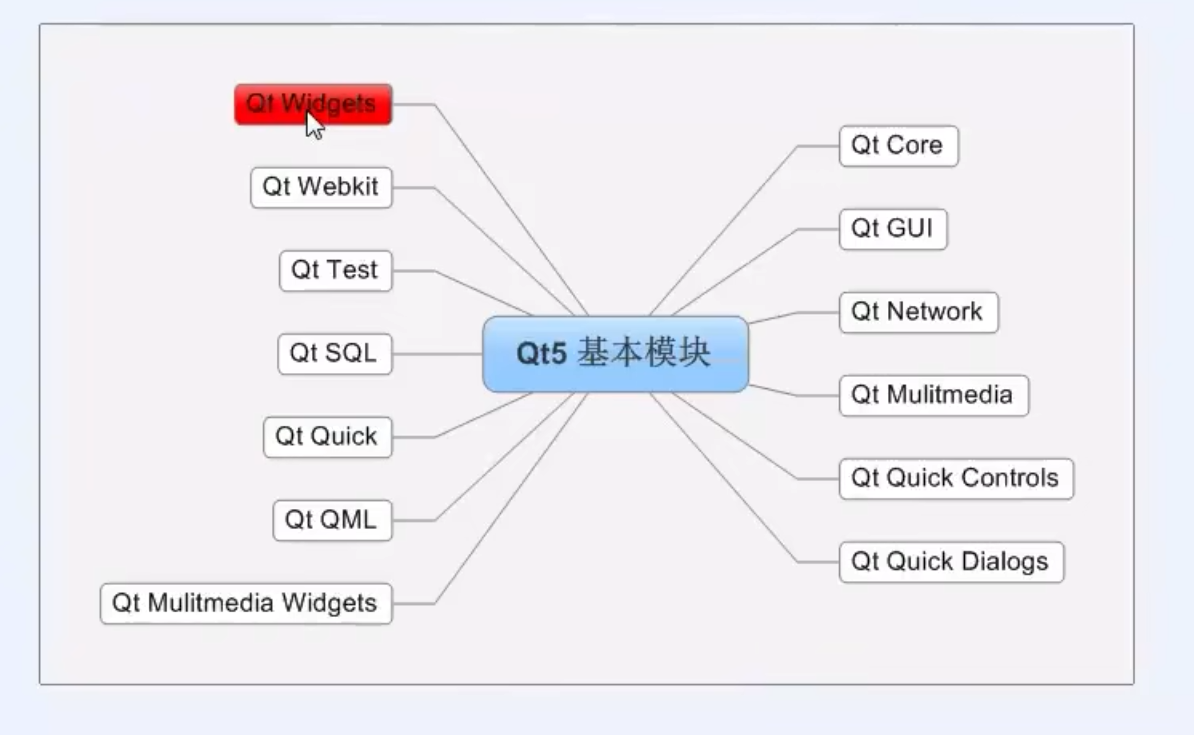 Qt Widgets
Qt Webkit
Qt Test
Qt SQL
Qt Quick
Qt QML
Qt Mulitmedia Widgets
Qt5 基本模块
Qt Core
Qt GUI
Qt Network
Qt Mulitmedia
Qt Quick Controls
Qt Quick Dialogs